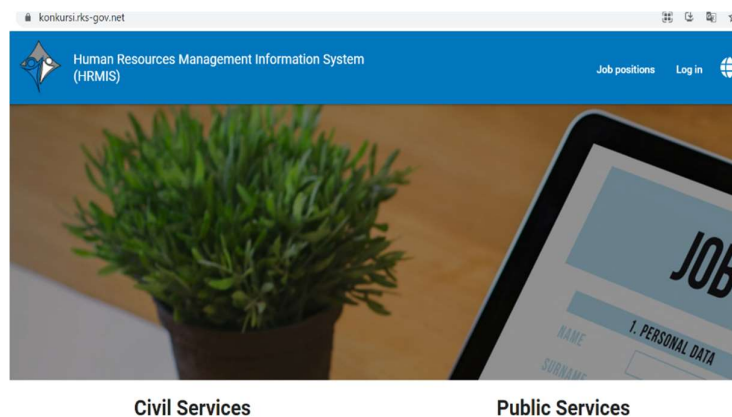 konkursi.rks-gov.net
Human Resources Management Information System
(HRMIS)
Job positions Log in
JOB
1. PERSONAL DATA
NAME
SURNAME
Civil Services Public Services